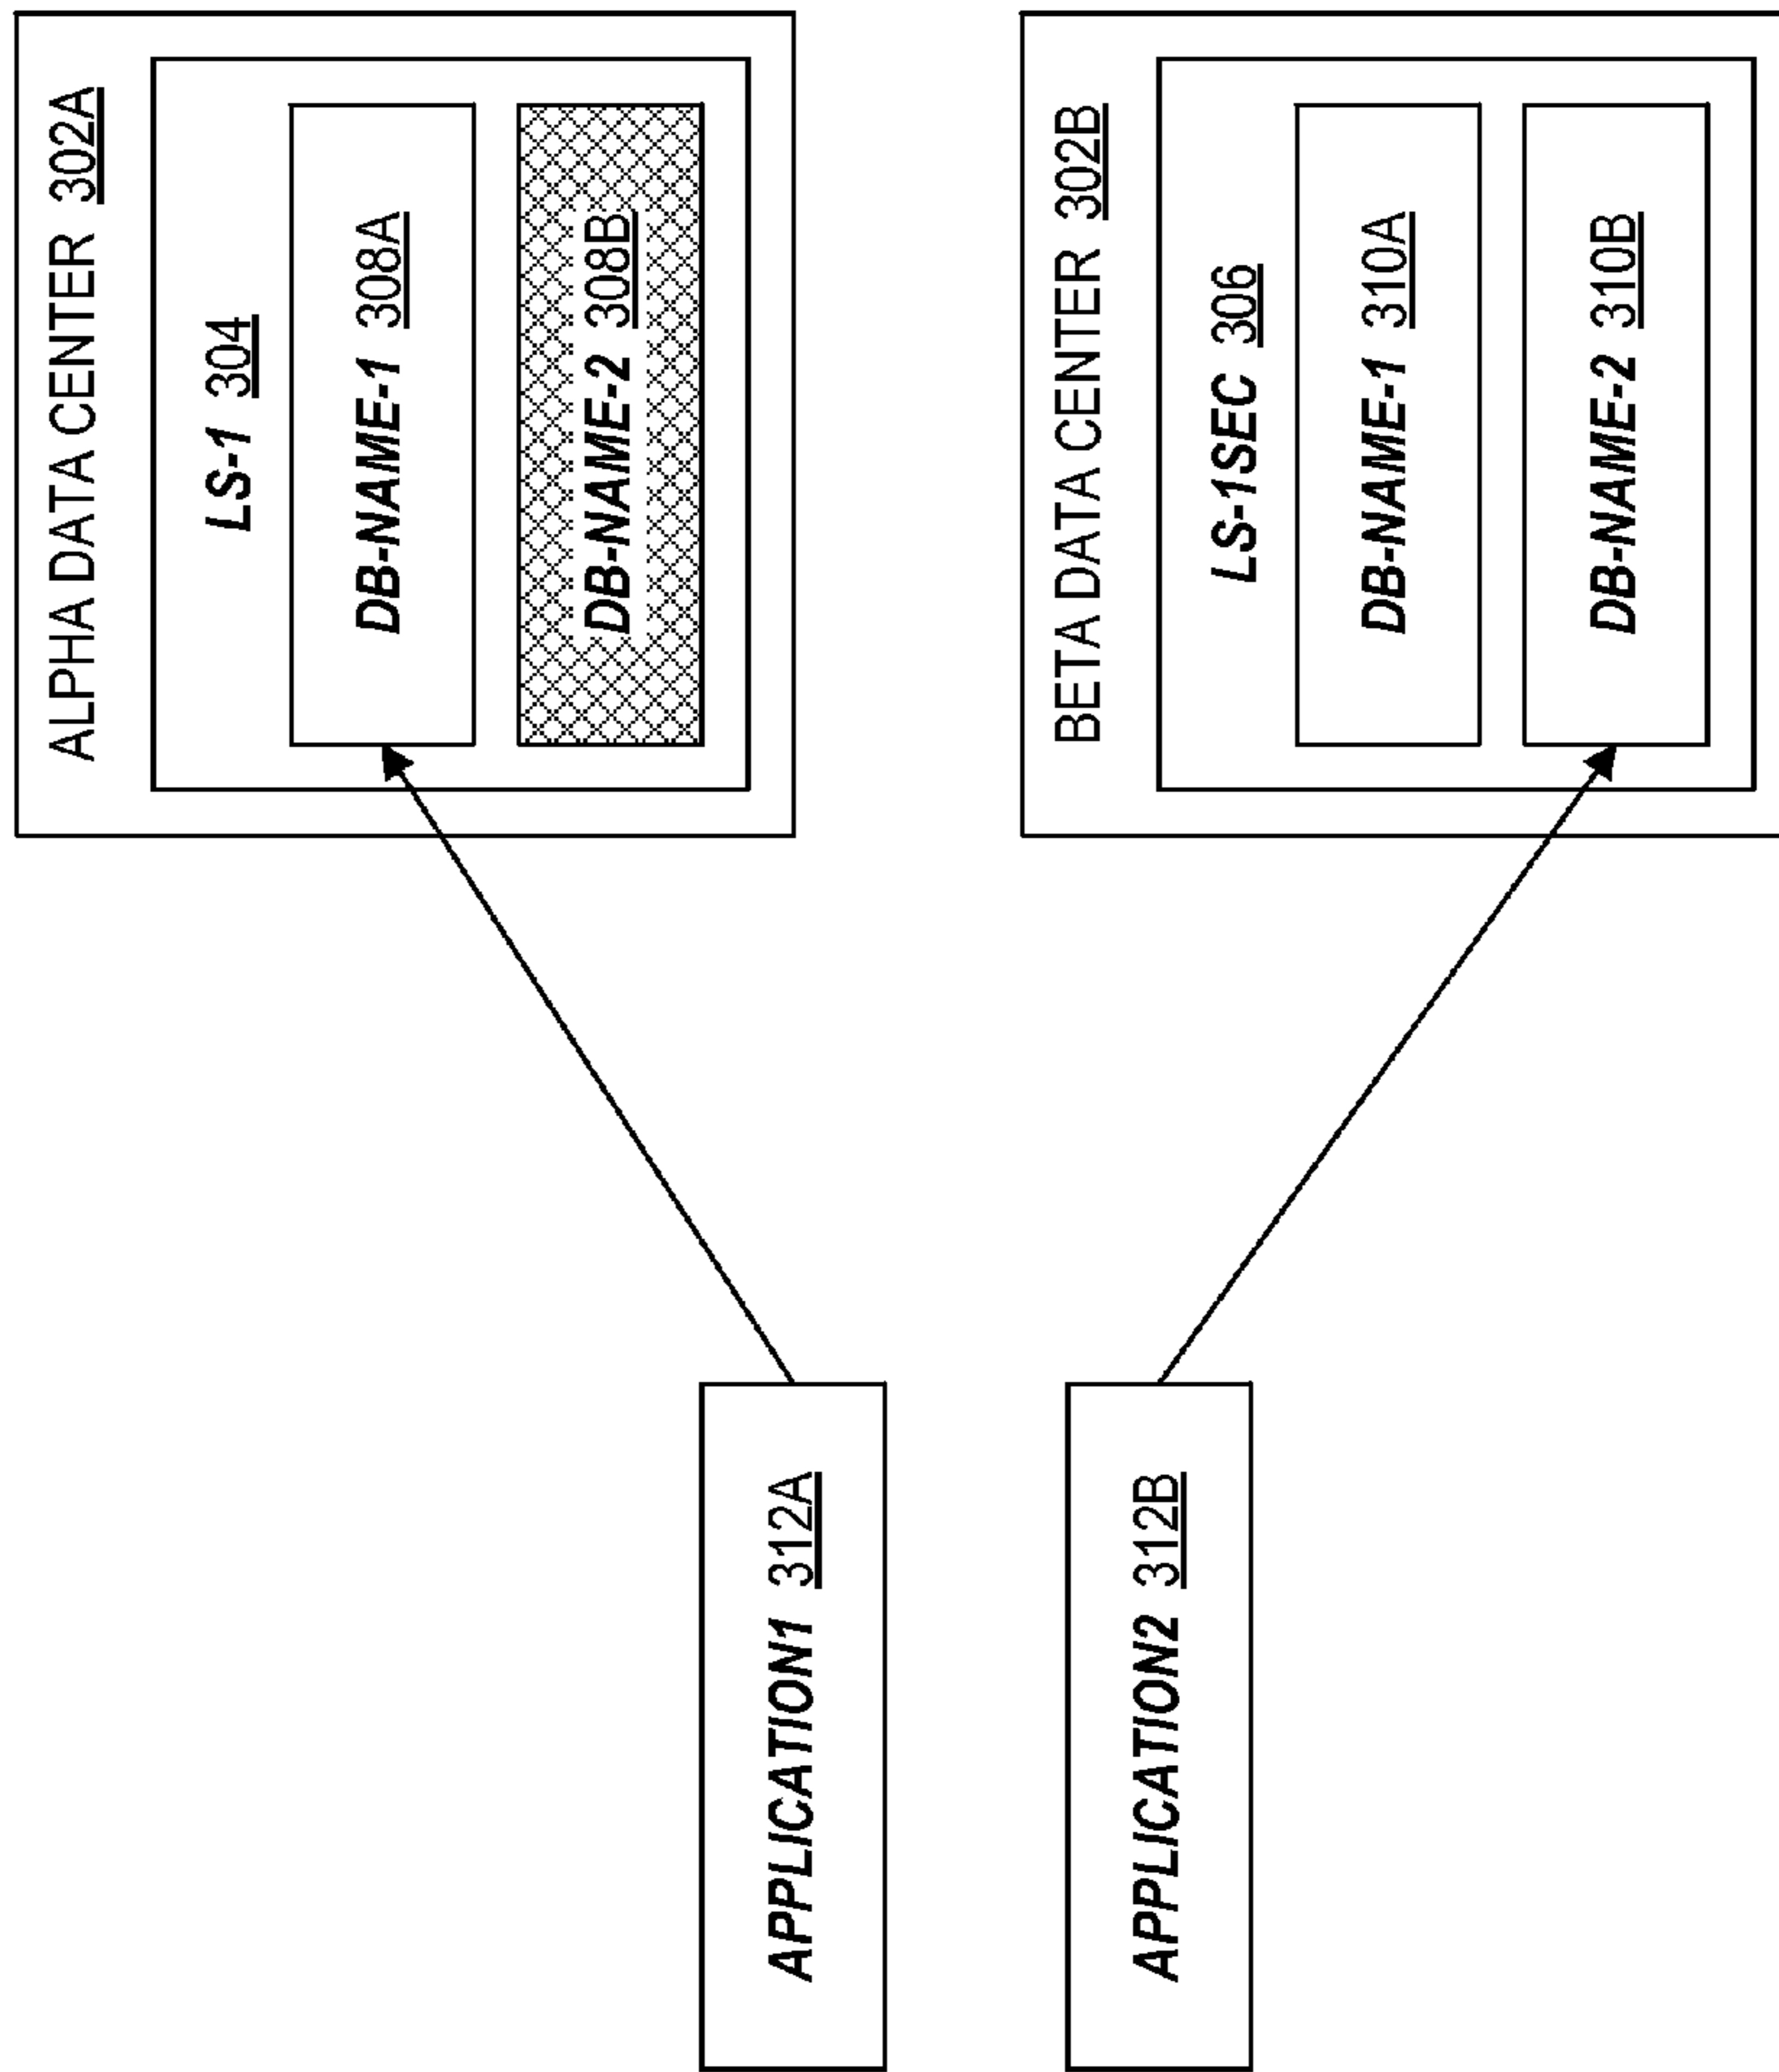 ALPHA DATA CENTER 302A
LS-1 304
DB-NAME-1 308A
DB-NAME-2 308B
BETA DATA CENTER 302B
LS-1SEC 306
DB-NAME-1 310A
DB-NAME-2 310B
APPLICATION1 312A
APPLICATION2 312B